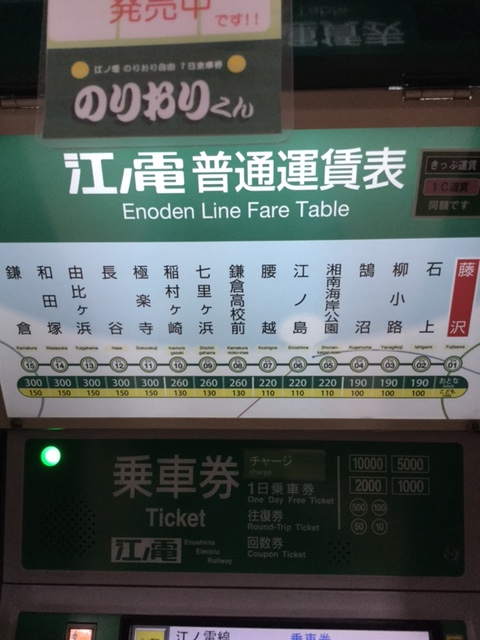 発売中
です!!
江ノ電 のりおり自由 1日乗車券
のりおりくん
江ノ電 普通運賃表
Enoden Line Fare Table
きっぷ運賃
IC運賃
同額です
鎌倉 和田塚 由比ヶ浜 長谷 極楽寺 稲村ヶ崎 七里ヶ浜 鎌倉高校前 腰越 江ノ島 湘南海岸公園 鵠沼 柳小路 石上 藤沢
Kamakura Wadazuka Yuigahama Hase Gokurakuji Inamuragasaki Shichirigahama Kamakurakoko-mae Koshigoe Enoshima Shonankaigankoen Kugenuma Yanagikoji Ishigami Fujisawa
15 14 13 12 11 10 09 08 07 06 05 04 03 02 01
300 300 300 300 300 260 260 260 220 220 220 190 190 190 おとな
150 150 150 150 150 130 130 130 110 110 110 100 100 100 こども
乗車券
Ticket
江ノ電 Enoshima Electric Railway
チャージ
charge
1日乗車券
One Day Free Ticket
往復券
Round-Trip Ticket
回数券
Coupon Ticket
10000 5000
2000 1000
500 100
50 10
江ノ電線 乗車券